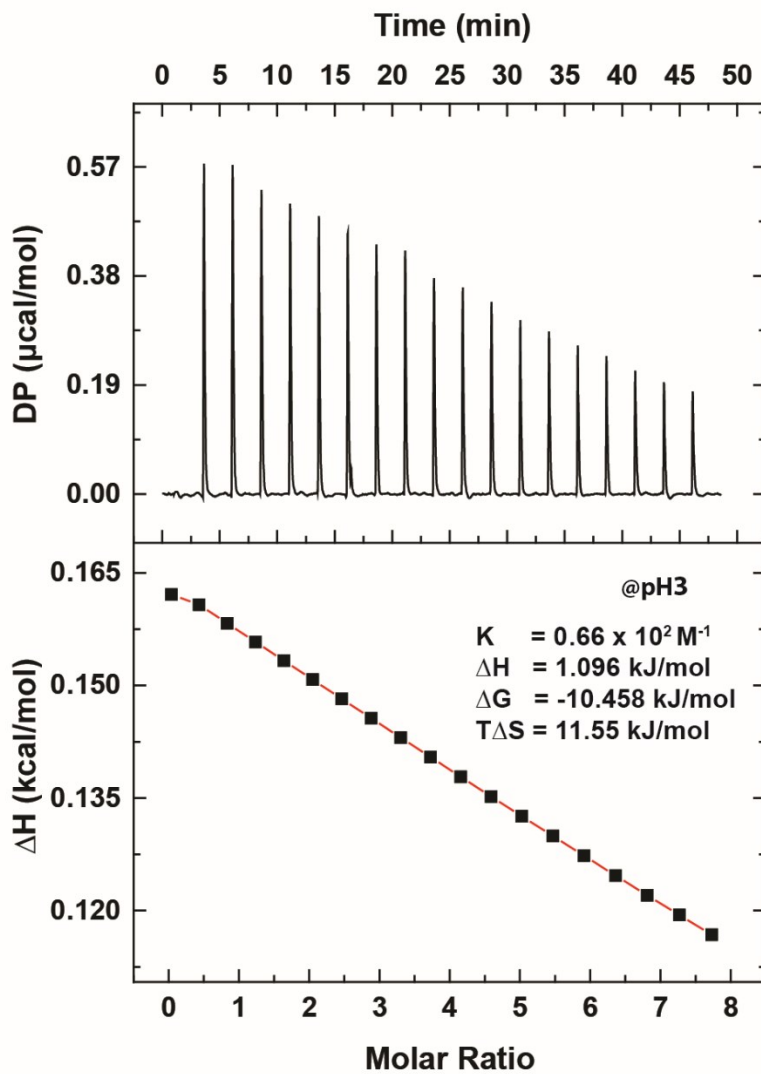 Time (min)
0 5 10 15 20 25 30 35 40 45 50
DP (µcal/mol)
0.57
0.38
0.19
0.00
ΔH (kcal/mol)
0.165
0.150
0.135
0.120
@pH3
K = 0.66 x 10² M⁻¹
ΔH = 1.096 kJ/mol
ΔG = -10.458 kJ/mol
TΔS = 11.55 kJ/mol
0 1 2 3 4 5 6 7 8
Molar Ratio